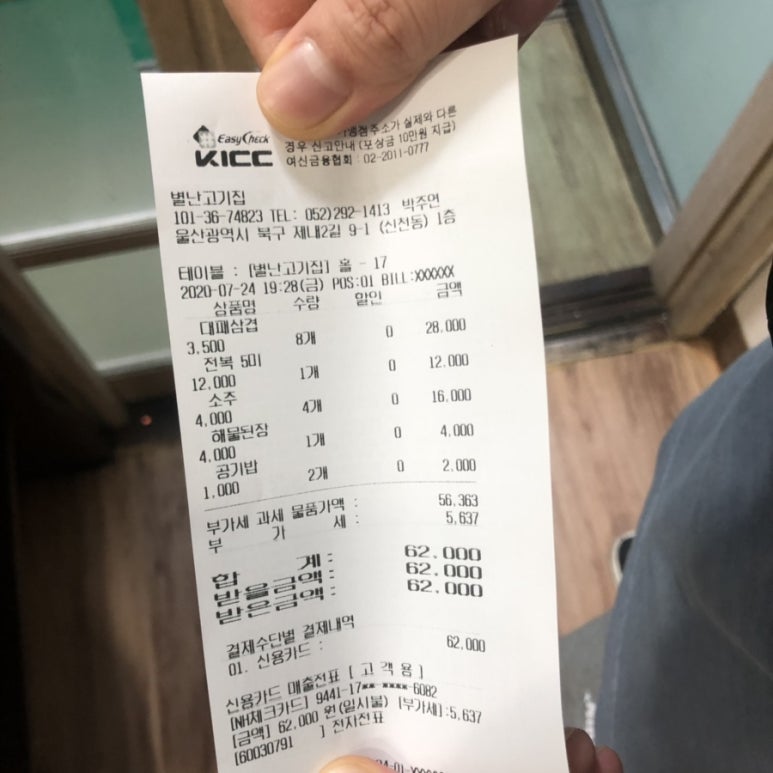 EasyCheck
KICC
주소가 실제와 다른
경우 신고안내 (포상금 10만원 지급)
여신금융협회 : 02-2011-0777
별난고기집
101-36-74823 TEL: 052)292-1413 박주연
울산광역시 북구 제내2길 9-1 (신천동) 1층
테이블 : [별난고기집] 홀 - 17
2020-07-24 19:28(금) POS:01 BILL:XXXXXX
상품명 수량 할인 금액
대패삼겹
3,500 8개 0 28,000
전복 5미
12,000 1개 0 12,000
소주
4,000 4개 0 16,000
해물된장
4,000 1개 0 4,000
공기밥
1,000 2개 0 2,000
부가세 과세 물품가액 : 56,363
부 가 세 : 5,637
합 계: 62,000
받을금액: 62,000
받은금액: 62,000
결제수단별 결제내역
01. 신용카드 : 62,000
신용카드 매출전표 [ 고 객 용 ]
[NH체크카드] 9441-17**-****-6082
[금액] 62,000 원(일시불) [부가세]:5,637
[60030791 ] 전자전표